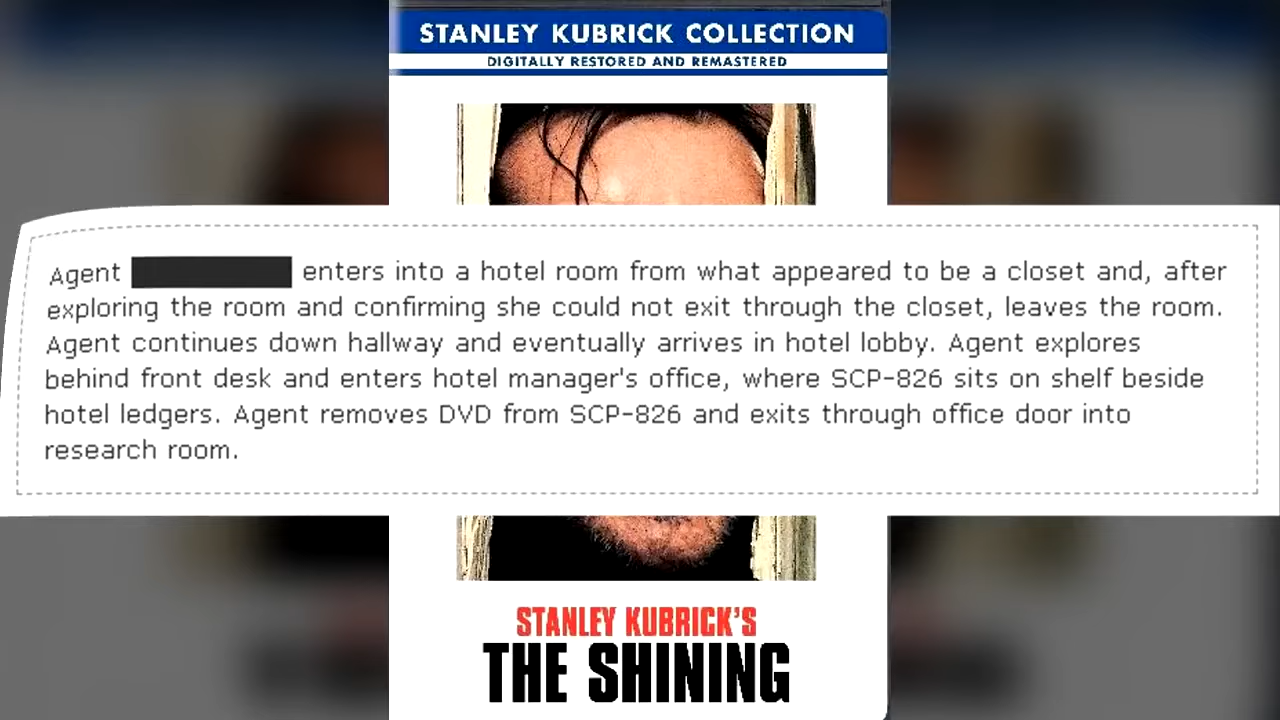 STANLEY KUBRICK COLLECTION
DIGITALLY RESTORED AND REMASTERED
Agent enters into a hotel room from what appeared to be a closet and, after
exploring the room and confirming she could not exit through the closet, leaves the room.
Agent continues down hallway and eventually arrives in hotel lobby. Agent explores
behind front desk and enters hotel manager's office, where SCP-826 sits on shelf beside
hotel ledgers. Agent removes DVD from SCP-826 and exits through office door into
research room.
STANLEY KUBRICK'S
THE SHINING